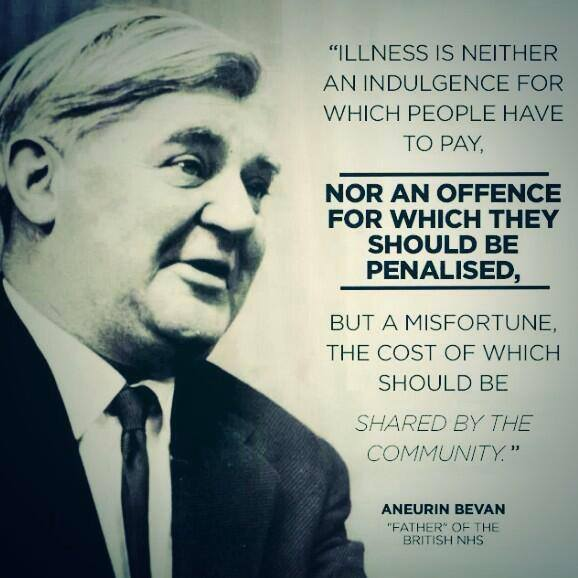 “ILLNESS IS NEITHER
AN INDULGENCE FOR
WHICH PEOPLE HAVE
TO PAY,
NOR AN OFFENCE
FOR WHICH THEY
SHOULD BE
PENALISED,
BUT A MISFORTUNE,
THE COST OF WHICH
SHOULD BE
SHARED BY THE
COMMUNITY.”
ANEURIN BEVAN
"FATHER" OF THE
BRITISH NHS